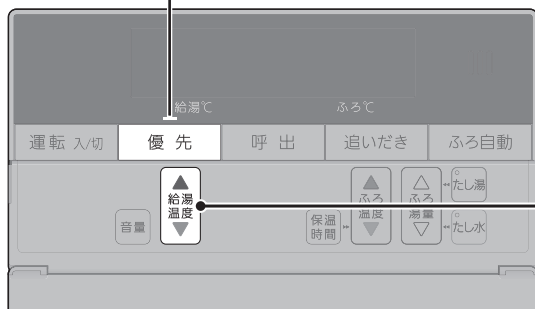 給湯℃ ふろ℃
運転 入/切 優先 呼出 追いだき ふろ自動
音量
給湯
温度
保温
時間
ふろ
温度
ふろ
湯量
たし湯
たし水